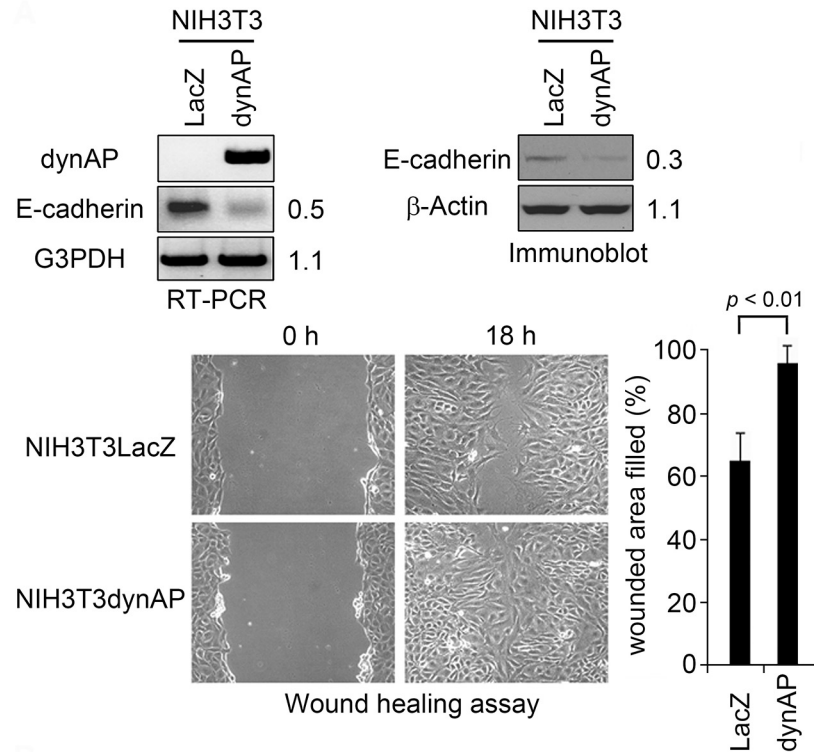 NIH3T3
LacZ
dynAP
dynAP
E-cadherin
0.5
G3PDH
1.1
RT-PCR
NIH3T3
LacZ
dynAP
E-cadherin
0.3
β-Actin
1.1
Immunoblot
0 h
18 h
NIH3T3LacZ
NIH3T3dynAP
Wound healing assay
p < 0.01
wounded area filled (%)
100
80
60
40
20
0
LacZ
dynAP